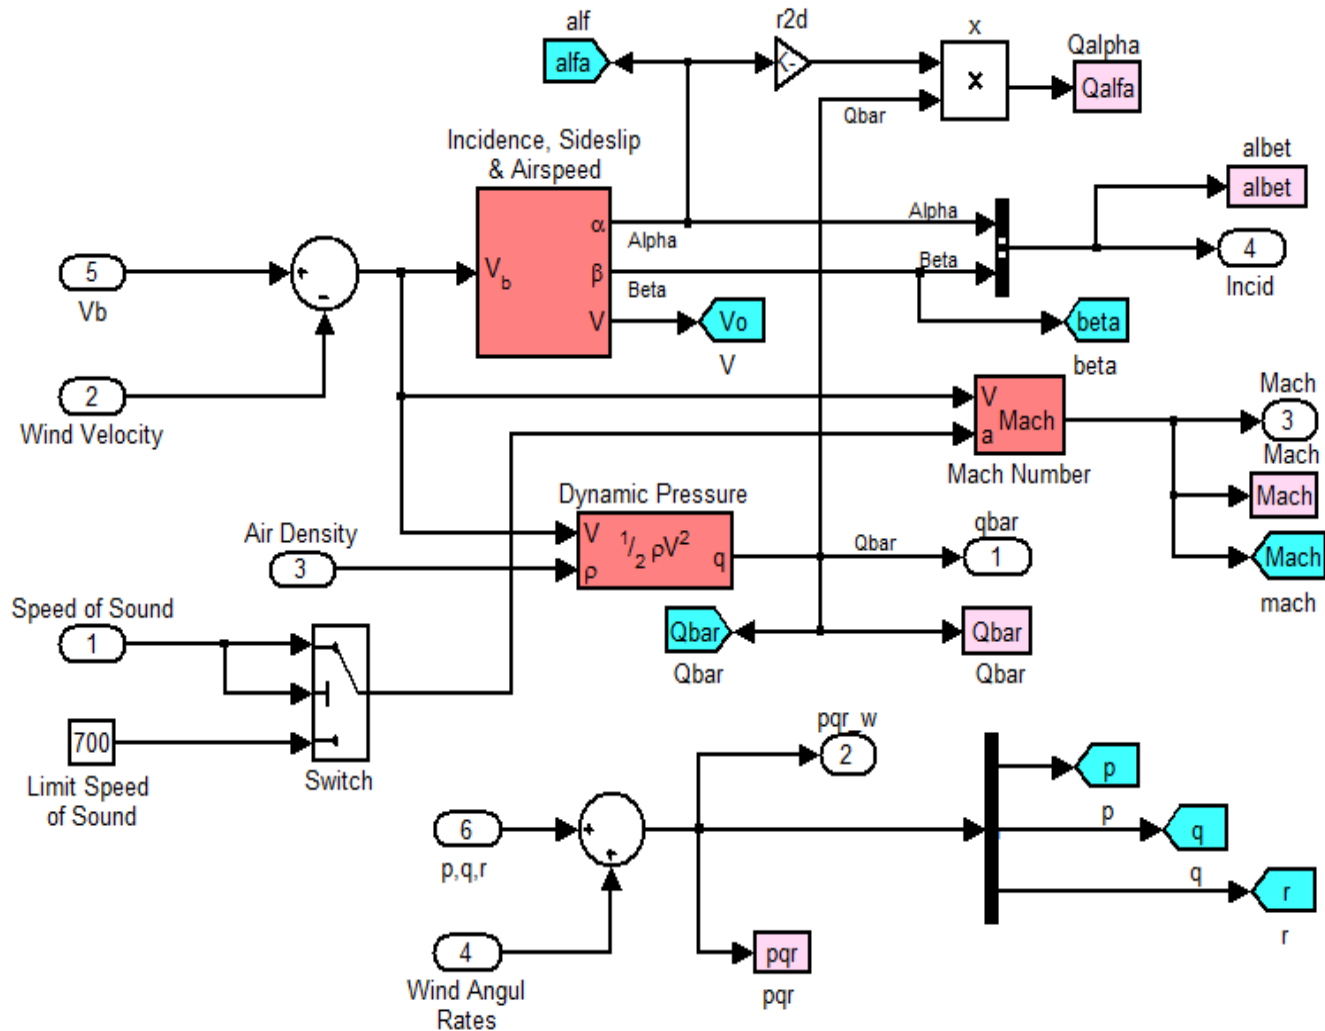 alf
r2d
x
alfa
<-
×
Qalpha
Qalfa
Qbar
Incidence, Sideslip
& Airspeed
albet
albet
α
Alpha
Alpha
5
Vb
+
-
Vb
β
Beta
Beta
4
Incid
V
Vo
V
beta
beta
2
Wind Velocity
V
a
Mach
Mach Number
Mach
3
Mach
Mach
Mach
mach
Dynamic Pressure
V
1/2 ρV²
ρ
q
Air Density
3
Qbar
qbar
1
Speed of Sound
1
Qbar
Qbar
Qbar
Qbar
700
Limit Speed
of Sound
Switch
pqr_w
2
p
p
q
q
r
r
6
p,q,r
+
+
4
Wind Angul
Rates
pqr
pqr